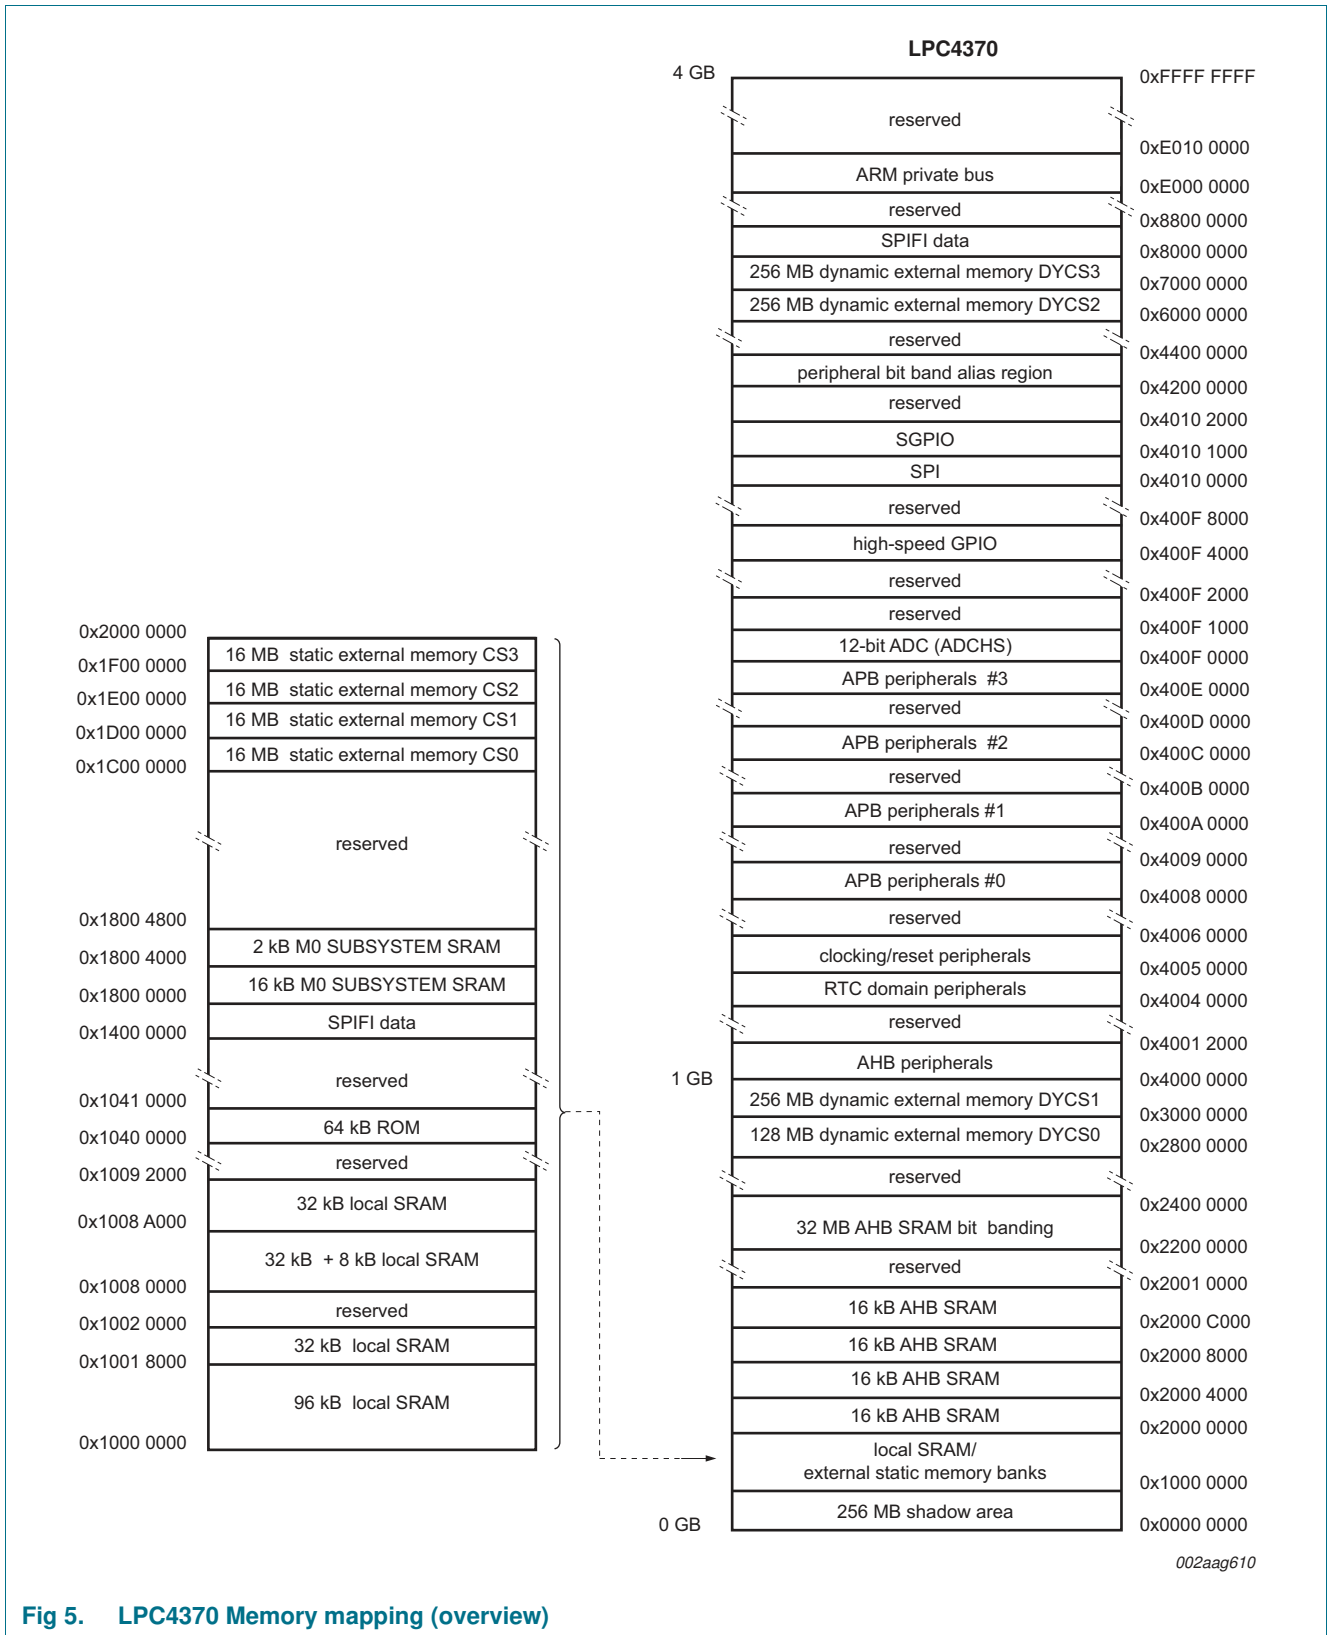 LPC4370
4 GB
0xFFFF FFFF
reserved
0xE010 0000
ARM private bus
0xE000 0000
reserved
0x8800 0000
SPIFI data
0x8000 0000
256 MB dynamic external memory DYCS3
0x7000 0000
256 MB dynamic external memory DYCS2
0x6000 0000
reserved
0x4400 0000
peripheral bit band alias region
0x4200 0000
reserved
0x4010 2000
SGPIO
0x4010 1000
SPI
0x4010 0000
reserved
0x400F 8000
high-speed GPIO
0x400F 4000
reserved
0x400F 2000
reserved
0x400F 1000
12-bit ADC (ADCHS)
0x400F 0000
APB peripherals #3
0x400E 0000
reserved
0x400D 0000
APB peripherals #2
0x400C 0000
reserved
0x400B 0000
APB peripherals #1
0x400A 0000
reserved
0x4009 0000
APB peripherals #0
0x4008 0000
reserved
0x4006 0000
clocking/reset peripherals
0x4005 0000
RTC domain peripherals
0x4004 0000
reserved
0x4001 2000
AHB peripherals
1 GB
0x4000 0000
256 MB dynamic external memory DYCS1
0x3000 0000
128 MB dynamic external memory DYCS0
0x2800 0000
reserved
0x2400 0000
32 MB AHB SRAM bit banding
0x2200 0000
reserved
0x2001 0000
16 kB AHB SRAM
0x2000 C000
16 kB AHB SRAM
0x2000 8000
16 kB AHB SRAM
0x2000 4000
16 kB AHB SRAM
0x2000 0000
local SRAM/
external static memory banks
0x1000 0000
256 MB shadow area
0 GB
0x0000 0000
0x2000 0000
16 MB static external memory CS3
0x1F00 0000
16 MB static external memory CS2
0x1E00 0000
16 MB static external memory CS1
0x1D00 0000
16 MB static external memory CS0
0x1C00 0000
reserved
0x1800 4800
2 kB M0 SUBSYSTEM SRAM
0x1800 4000
16 kB M0 SUBSYSTEM SRAM
0x1800 0000
SPIFI data
0x1400 0000
reserved
0x1041 0000
64 kB ROM
0x1040 0000
reserved
0x1009 2000
32 kB local SRAM
0x1008 A000
32 kB + 8 kB local SRAM
0x1008 0000
reserved
0x1002 0000
32 kB local SRAM
0x1001 8000
96 kB local SRAM
0x1000 0000
002aag610
Fig 5. LPC4370 Memory mapping (overview)